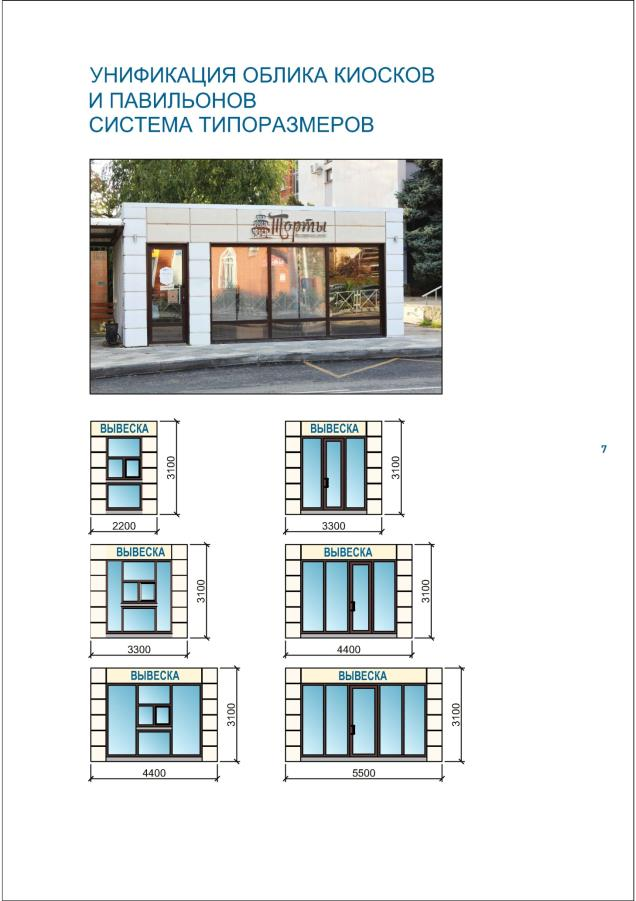 УНИФИКАЦИЯ ОБЛИКА КИОСКОВ
И ПАВИЛЬОНОВ
СИСТЕМА ТИПОРАЗМЕРОВ
Торты
7
ВЫВЕСКА
3100
2200
ВЫВЕСКА
3100
3300
ВЫВЕСКА
3100
3300
ВЫВЕСКА
3100
4400
ВЫВЕСКА
3100
4400
ВЫВЕСКА
3100
5500